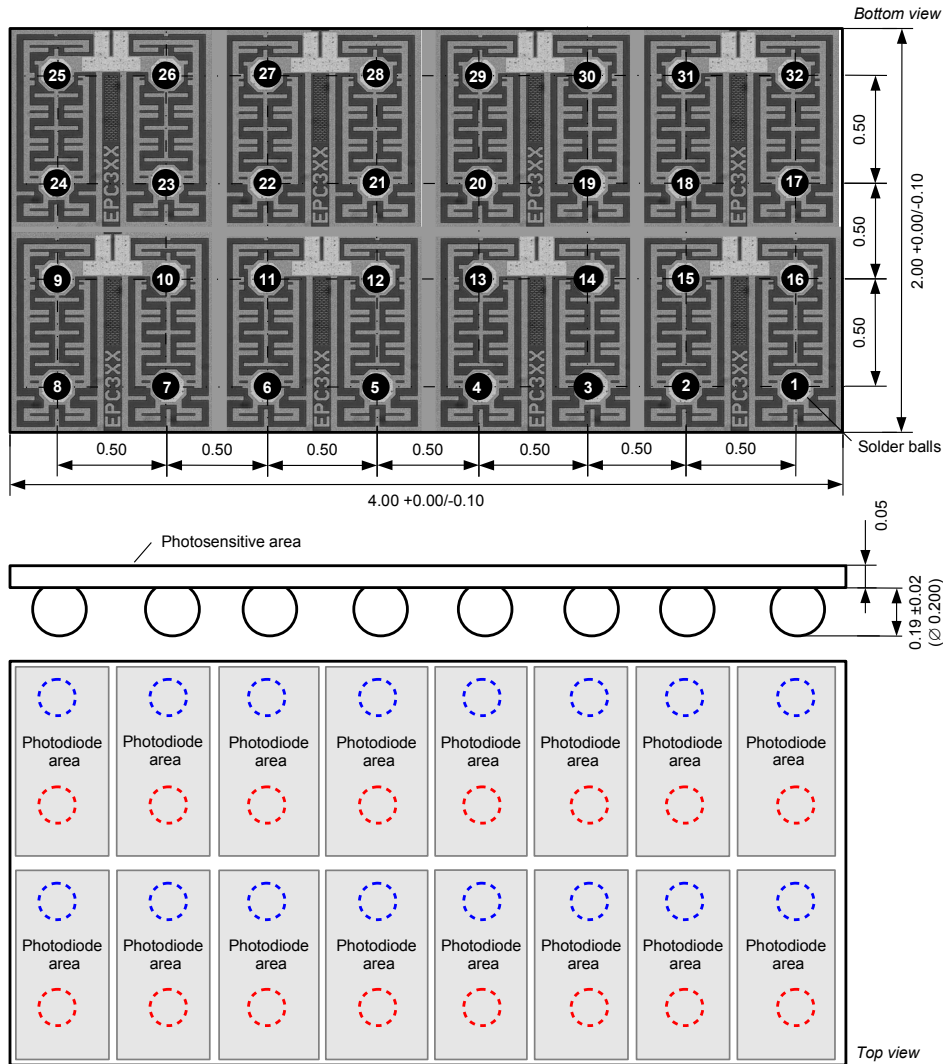 Bottom view
25 26 27 28 29 30 31 32
0.50
24 23 22 21 20 19 18 17
EPC3XX EPC3XX EPC3XX EPC3XX
0.50
2.00 +0.00/-0.10
9 10 11 12 13 14 15 16
0.50
8 7 6 5 4 3 2 1
EPC3XX EPC3XX EPC3XX EPC3XX
Solder balls
0.50 0.50 0.50 0.50 0.50 0.50 0.50
4.00 +0.00/-0.10
0.05
Photosensitive area
0.19 ±0.02
(Ø 0.200)
Photodiode Photodiode Photodiode Photodiode Photodiode Photodiode Photodiode Photodiode
area area area area area area area area
Photodiode Photodiode Photodiode Photodiode Photodiode Photodiode Photodiode Photodiode
area area area area area area area area
Top view